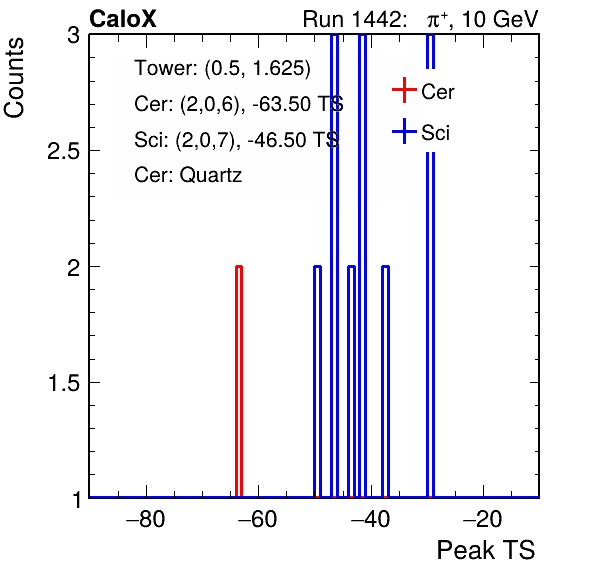 CaloX Run 1442: π⁺, 10 GeV
Counts
3
2.5
2
1.5
1
Tower: (0.5, 1.625)
Cer: (2,0,6), -63.50 TS
Sci: (2,0,7), -46.50 TS
Cer: Quartz
Cer
Sci
−80 −60 −40 −20
Peak TS